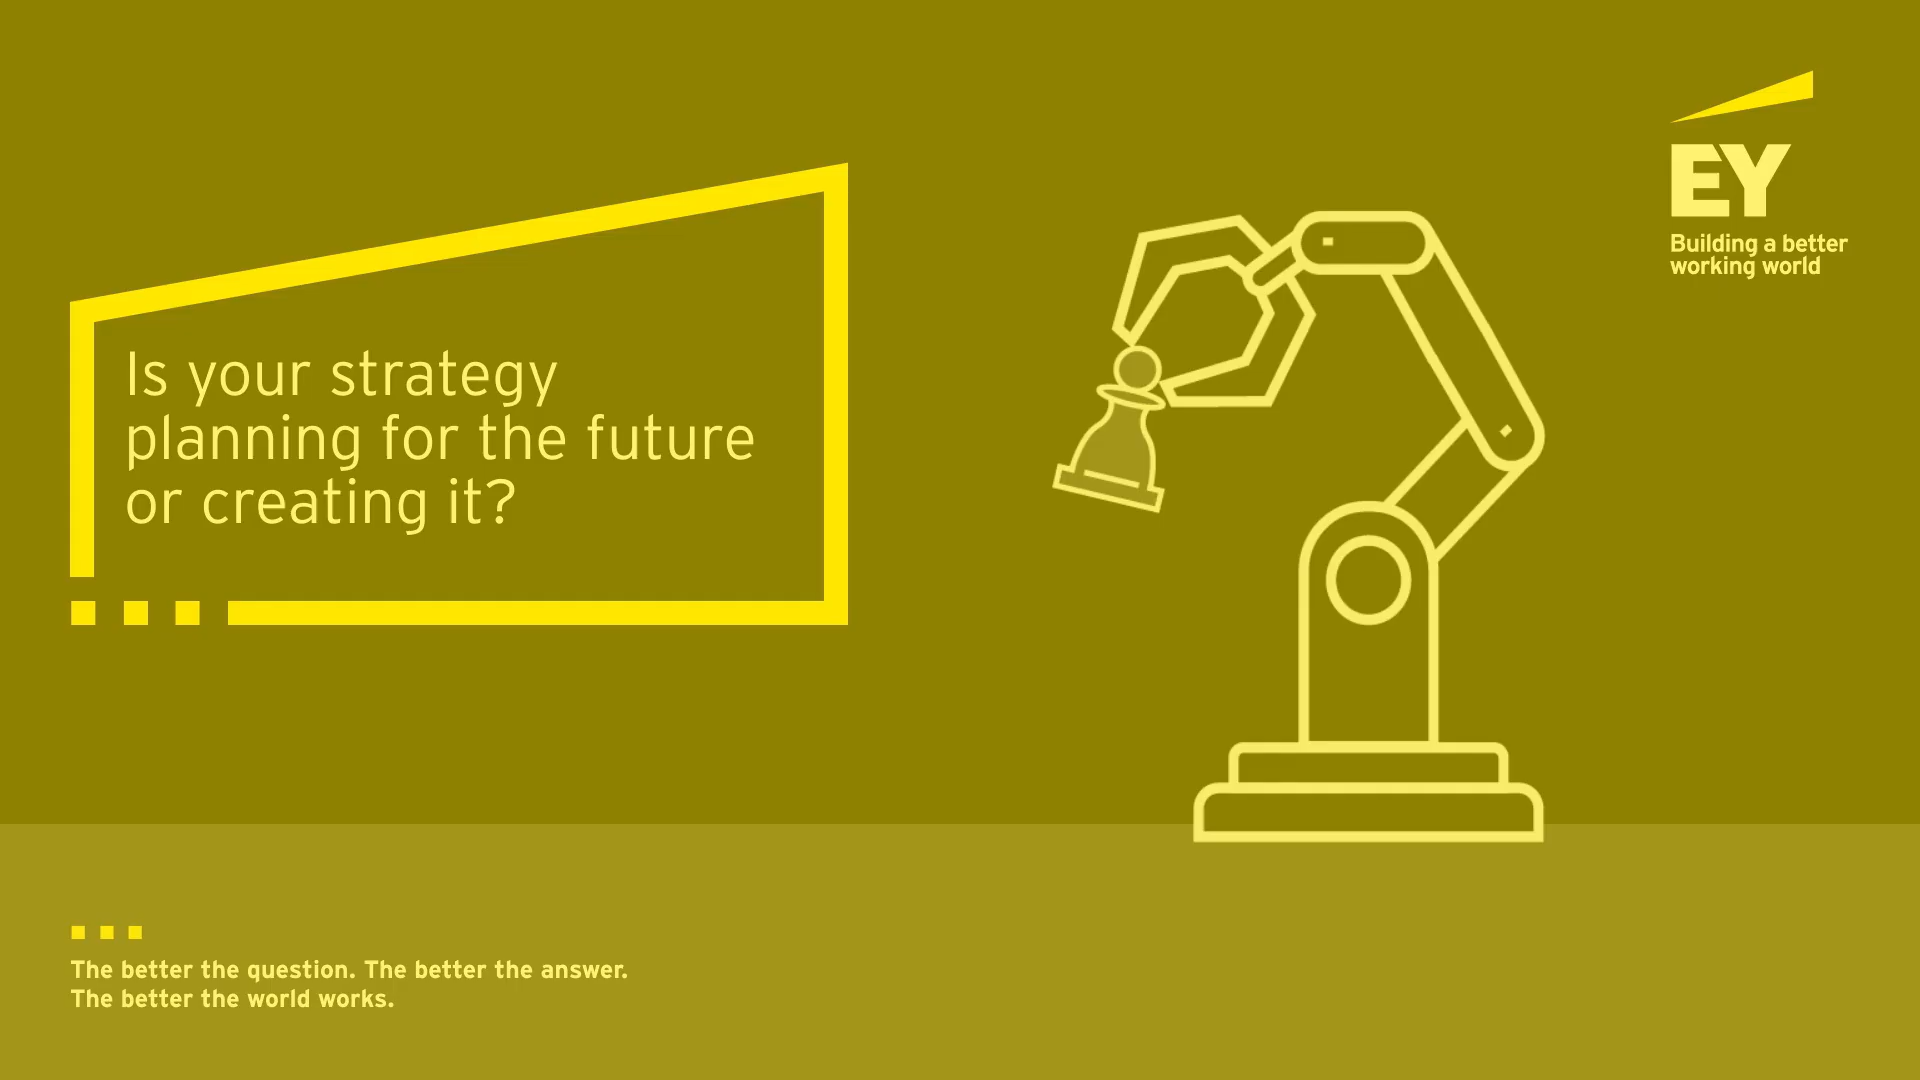 Is your strategy
planning for the future
or creating it?
EY
Building a better
working world
The better the question. The better the answer.
The better the world works.